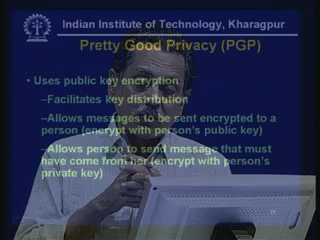 Indian Institute of Technology, Kharagpur
Pretty Good Privacy (PGP)
• Uses public key encryption
–Facilitates key distribution
–Allows messages to be sent encrypted to a
person (encrypt with person's public key)
–Allows person to send message that must
have come from her (encrypt with person's
private key)